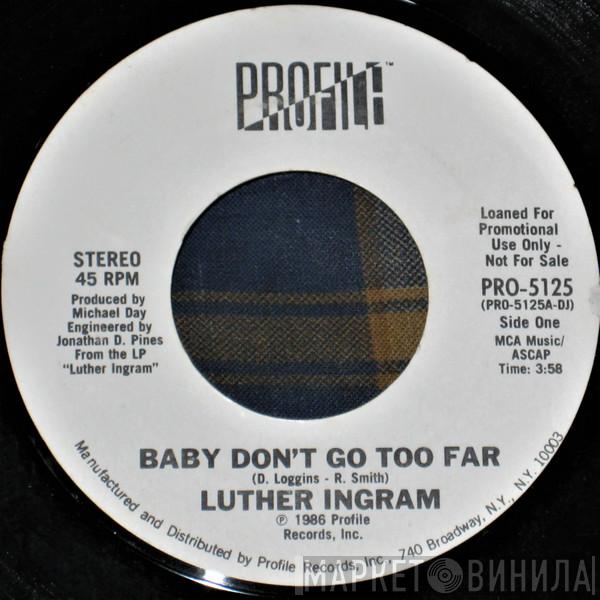 PROFILE™
STEREO
45 RPM
Produced by
Michael Day
Engineered by
Jonathan D. Pines
From the LP
"Luther Ingram"
Loaned For
Promotional
Use Only -
Not For Sale
PRO-5125
(PRO-5125A-DJ)
Side One
MCA Music/
ASCAP
Time: 3:58
BABY DON'T GO TOO FAR
(D. Loggins - R. Smith)
LUTHER INGRAM
℗ 1986 Profile
Records, Inc.
Manufactured and Distributed by Profile Records, Inc., 740 Broadway, N.Y., N.Y. 10003
МАРКЕТ ВИНИЛА